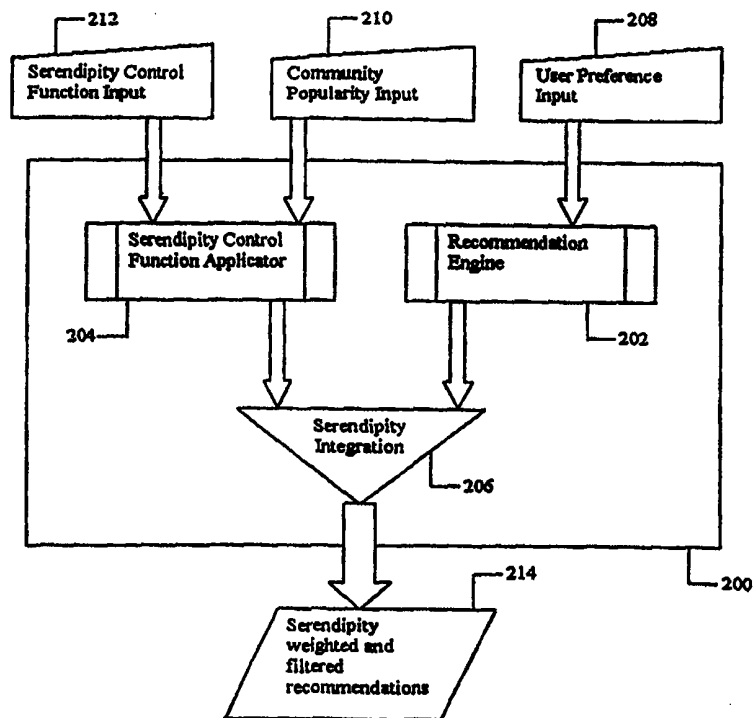 212
210
208
Serendipity Control
Function Input
Community
Popularity Input
User Preference
Input
Serendipity Control
Function Applicator
Recommendation
Engine
204
202
Serendipity
Integration
206
200
214
Serendipity
weighted and
filtered
recommendations